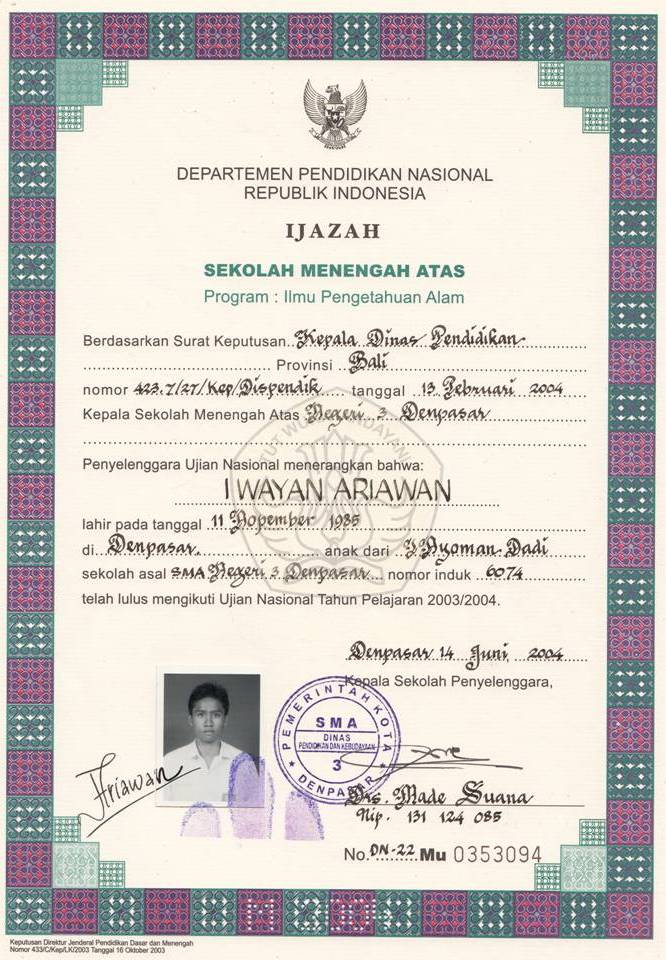 DEPARTEMEN PENDIDIKAN NASIONAL
REPUBLIK INDONESIA
IJAZAH
SEKOLAH MENENGAH ATAS
Program : Ilmu Pengetahuan Alam
Berdasarkan Surat Keputusan Kepala Dinas Pendidikan
Provinsi Bali
nomor 423.7/27/Kep/Dispendik tanggal 13 Pebruari 2004
Kepala Sekolah Menengah Atas Negeri 3 Denpasar
Penyelenggara Ujian Nasional menerangkan bahwa:
I WAYAN ARIAWAN
lahir pada tanggal 11 Nopember 1985
di Denpasar anak dari I Nyoman Dadi
sekolah asal SMA Negeri 3 Denpasar nomor induk 6074
telah lulus mengikuti Ujian Nasional Tahun Pelajaran 2003/2004.
Denpasar 14 Juni, 2004
Kepala Sekolah Penyelenggara,
PEMERINTAH KOTA
SMA
DINAS
PENDIDIKAN DAN KEBUDAYAAN
3
DENPASAR
Ariawan
Drs. Made Suana
Nip. 131 124 085
No. DN-22 Mu 0353094
Keputusan Direktur Jenderal Pendidikan Dasar dan Menengah
Nomor 433/C/Kep/LK/2003 Tanggal 16 Oktober 2003